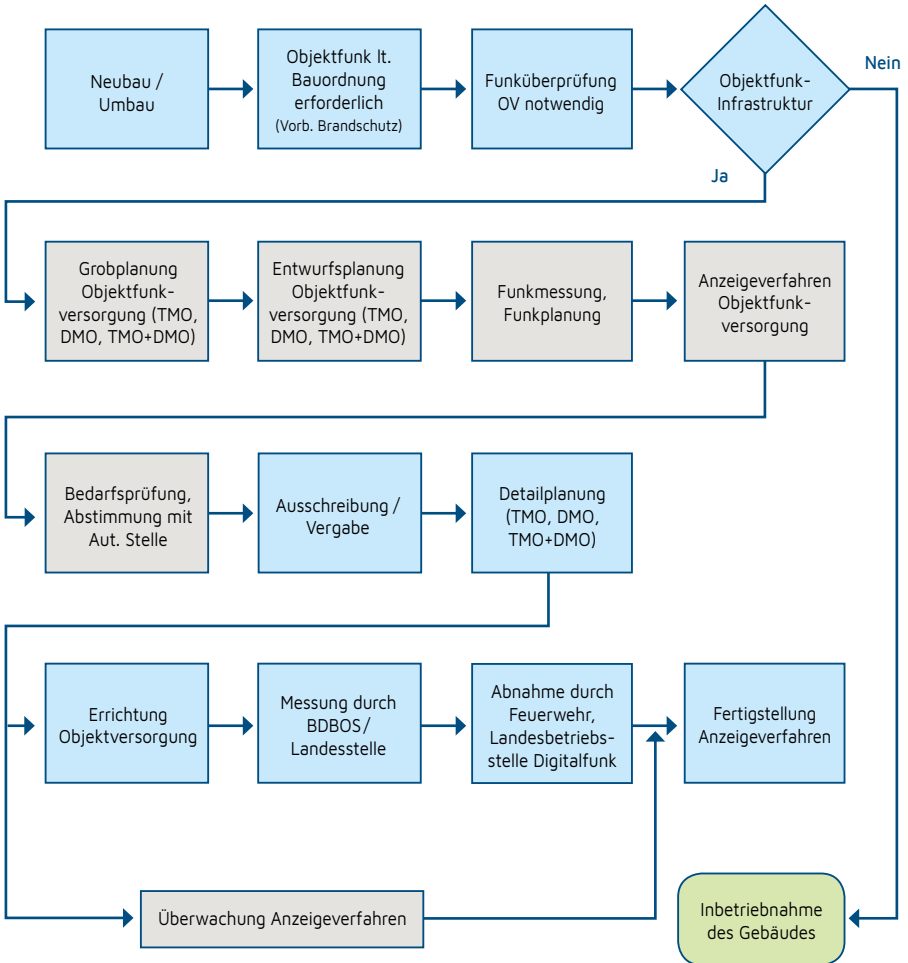 Neubau /
Umbau
Objektfunk lt.
Bauordnung
erforderlich
(Vorb. Brandschutz)
Funküberprüfung
OV notwendig
Objektfunk-
Infrastruktur
Nein
Ja
Grobplanung
Objektfunk-
versorgung (TMO,
DMO, TMO+DMO)
Entwurfsplanung
Objektfunk-
versorgung (TMO,
DMO, TMO+DMO)
Funkmessung,
Funkplanung
Anzeigeverfahren
Objektfunk-
versorgung
Bedarfsprüfung,
Abstimmung mit
Aut. Stelle
Ausschreibung /
Vergabe
Detailplanung
(TMO, DMO,
TMO+DMO)
Errichtung
Objektversorgung
Messung durch
BDBOS/
Landesstelle
Abnahme durch
Feuerwehr,
Landesbetriebs-
stelle Digitalfunk
Fertigstellung
Anzeigeverfahren
Überwachung Anzeigeverfahren
Inbetriebnahme
des Gebäudes